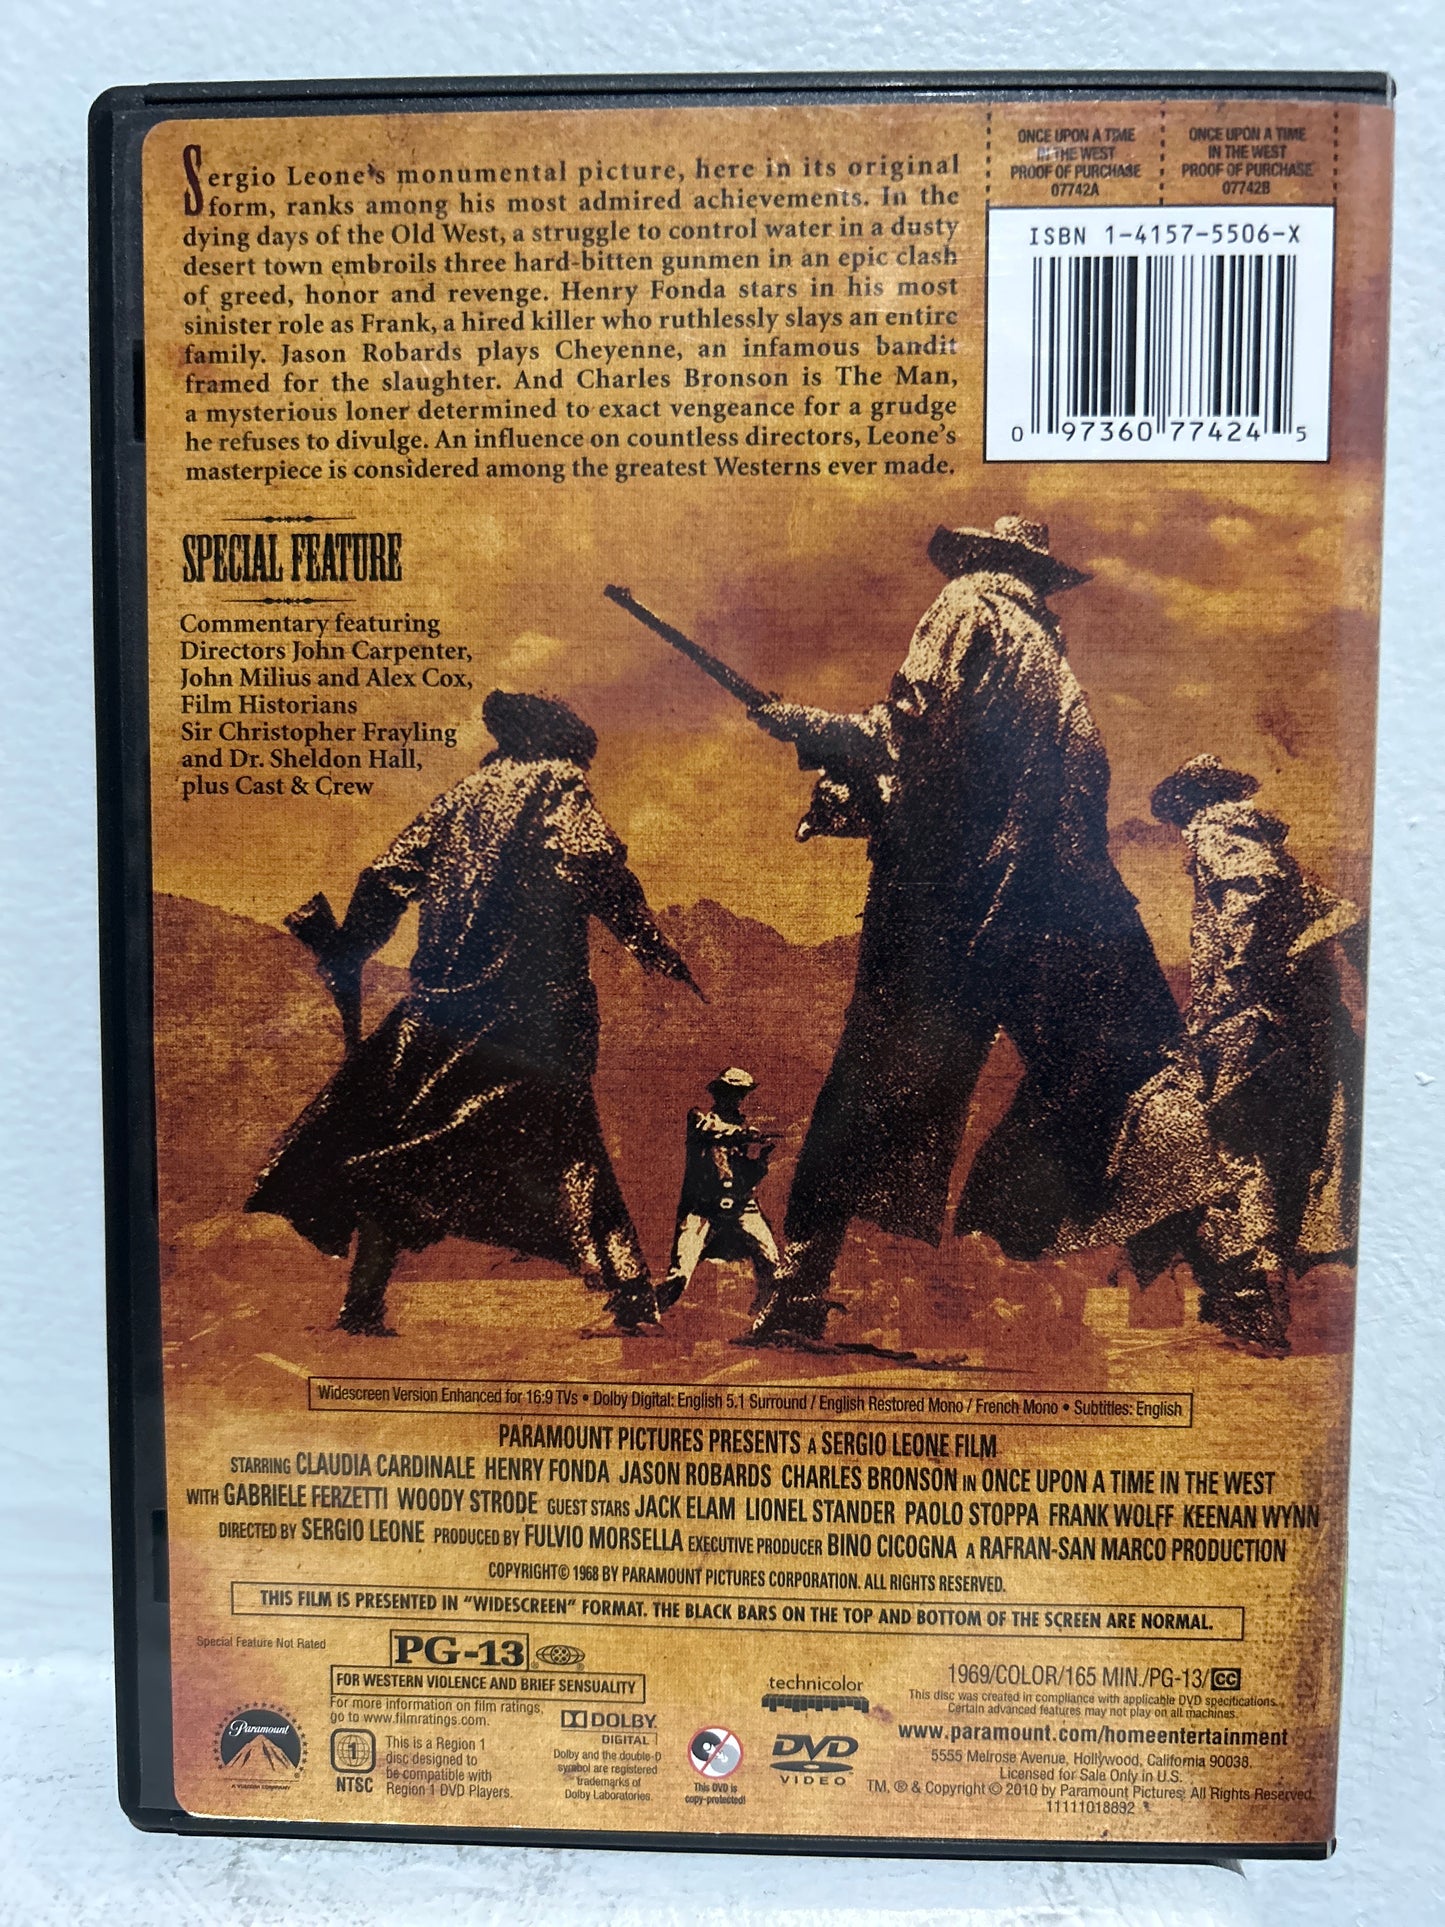 Sergio Leone's monumental picture, here in its original
form, ranks among his most admired achievements. In the
dying days of the Old West, a struggle to control water in a dusty
desert town embroils three hard-bitten gunmen in an epic clash
of greed, honor and revenge. Henry Fonda stars in his most
sinister role as Frank, a hired killer who ruthlessly slays an entire
family. Jason Robards plays Cheyenne, an infamous bandit
framed for the slaughter. And Charles Bronson is The Man,
a mysterious loner determined to exact vengeance for a grudge
he refuses to divulge. An influence on countless directors, Leone's
masterpiece is considered among the greatest Westerns ever made.
ONCE UPON A TIME
IN THE WEST
PROOF OF PURCHASE
07742A
ONCE UPON A TIME
IN THE WEST
PROOF OF PURCHASE
07742B
ISBN 1-4157-5506-X
0 97360 77424 5
SPECIAL FEATURE
Commentary featuring
Directors John Carpenter,
John Milius and Alex Cox,
Film Historians
Sir Christopher Frayling
and Dr. Sheldon Hall,
plus Cast & Crew
Widescreen Version Enhanced for 16:9 TVs • Dolby Digital: English 5.1 Surround / English Restored Mono / French Mono • Subtitles: English
PARAMOUNT PICTURES PRESENTS A SERGIO LEONE FILM
STARRING CLAUDIA CARDINALE HENRY FONDA JASON ROBARDS CHARLES BRONSON IN ONCE UPON A TIME IN THE WEST
WITH GABRIELE FERZETTI WOODY STRODE GUEST STARS JACK ELAM LIONEL STANDER PAOLO STOPPA FRANK WOLFF KEENAN WYNN
DIRECTED BY SERGIO LEONE PRODUCED BY FULVIO MORSELLA EXECUTIVE PRODUCER BINO CICOGNA A RAFRAN-SAN MARCO PRODUCTION
COPYRIGHT© 1968 BY PARAMOUNT PICTURES CORPORATION. ALL RIGHTS RESERVED.
THIS FILM IS PRESENTED IN "WIDESCREEN" FORMAT. THE BLACK BARS ON THE TOP AND BOTTOM OF THE SCREEN ARE NORMAL.
Special Feature Not Rated
PG-13
FOR WESTERN VIOLENCE AND BRIEF SENSUALITY
For more information on film ratings,
go to www.filmratings.com.
Paramount
A VIACOM COMPANY
1
NTSC
This is a Region 1
disc designed to
be compatible with
Region 1 DVD Players.
DOLBY
DIGITAL
Dolby and the double-D
symbol are registered
trademarks of
Dolby Laboratories.
This DVD is
copy-protected!
technicolor
DVD
VIDEO
1969/COLOR/165 MIN./PG-13/CC
This disc was created in compliance with applicable DVD specifications.
Certain advanced features may not play on all machines.
www.paramount.com/homeentertainment
5555 Melrose Avenue, Hollywood, California 90038.
Licensed for Sale Only in U.S.
TM, ® & Copyright © 2010 by Paramount Pictures. All Rights Reserved.
11111018832